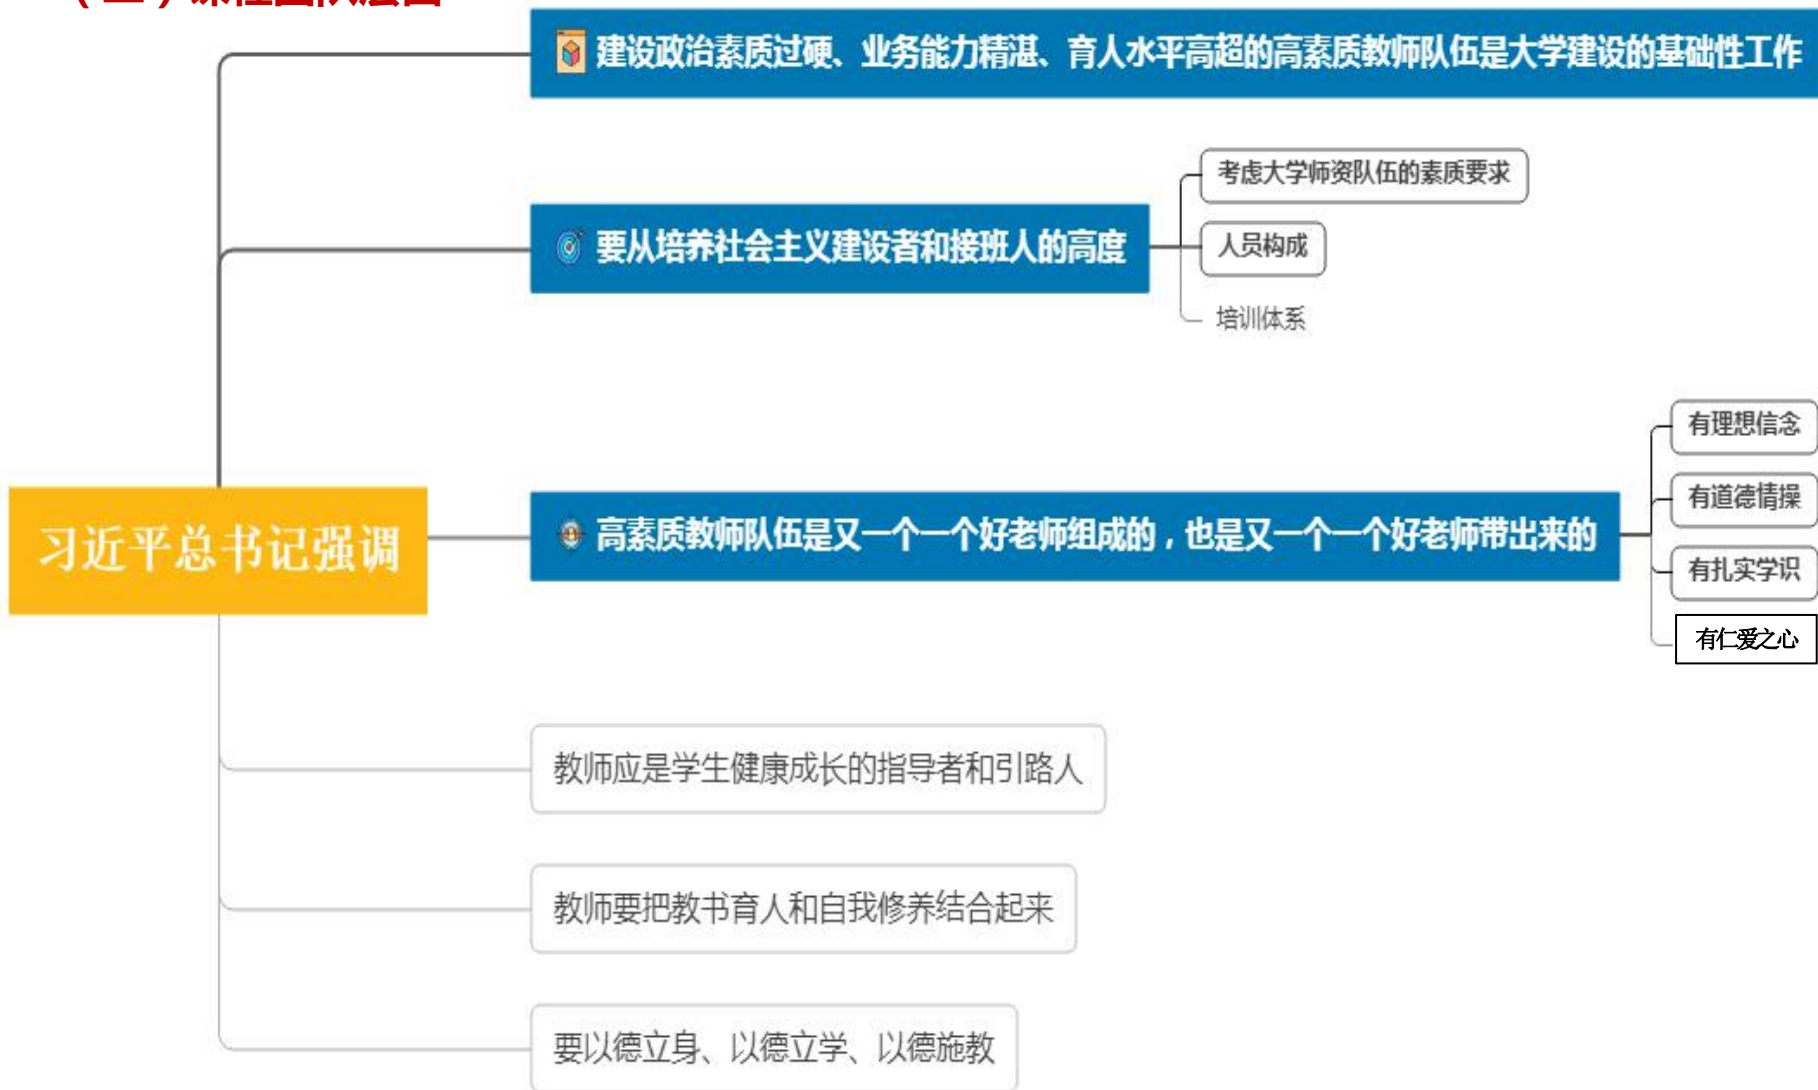 建设政治素质过硬、业务能力精湛、育人水平高超的高素质教师队伍是大学建设的基础性工作
要从培养社会主义建设者和接班人的高度
考虑大学师资队伍的素质要求
人员构成
培训体系
习近平总书记强调
高素质教师队伍是又一个一个好老师组成的，也是又一个一个好老师带出来的
有理想信念
有道德情操
有扎实学识
有仁爱之心
教师应是学生健康成长的指导者和引路人
教师要把教书育人和自我修养结合起来
要以德立身、以德立学、以德施教